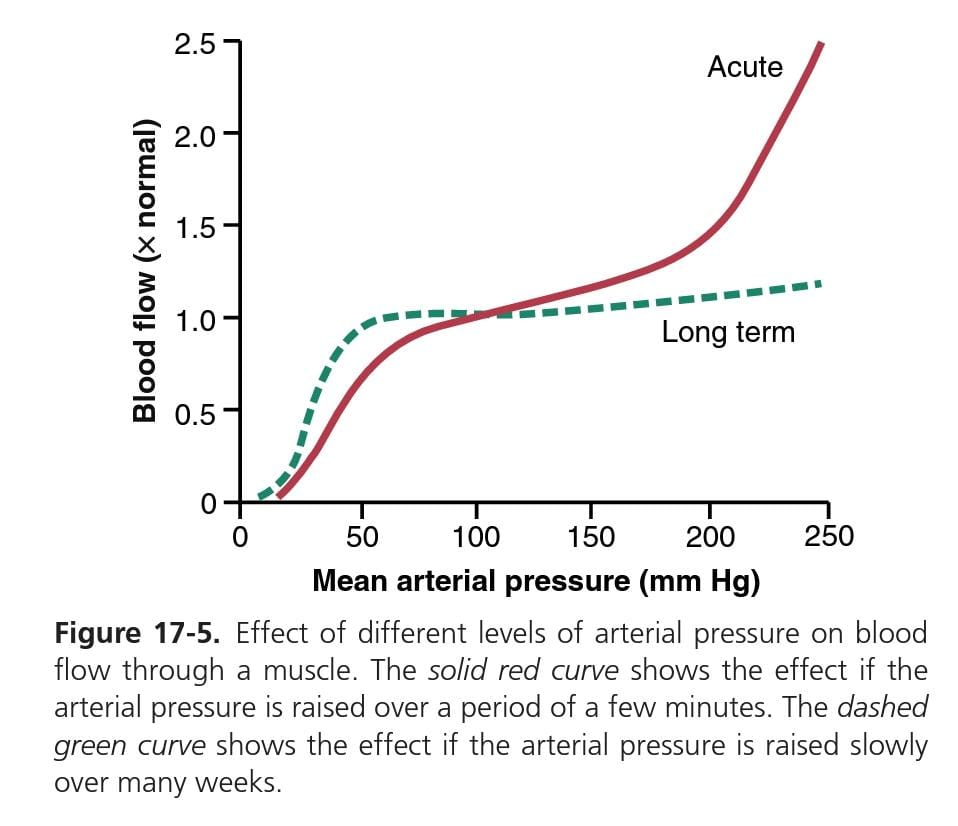 2.5
Acute
2.0
1.5
1.0
Long term
0.5
0
0 50 100 150 200 250
Blood flow (× normal)
Mean arterial pressure (mm Hg)
Figure 17-5. Effect of different levels of arterial pressure on blood
flow through a muscle. The solid red curve shows the effect if the
arterial pressure is raised over a period of a few minutes. The dashed
green curve shows the effect if the arterial pressure is raised slowly
over many weeks.